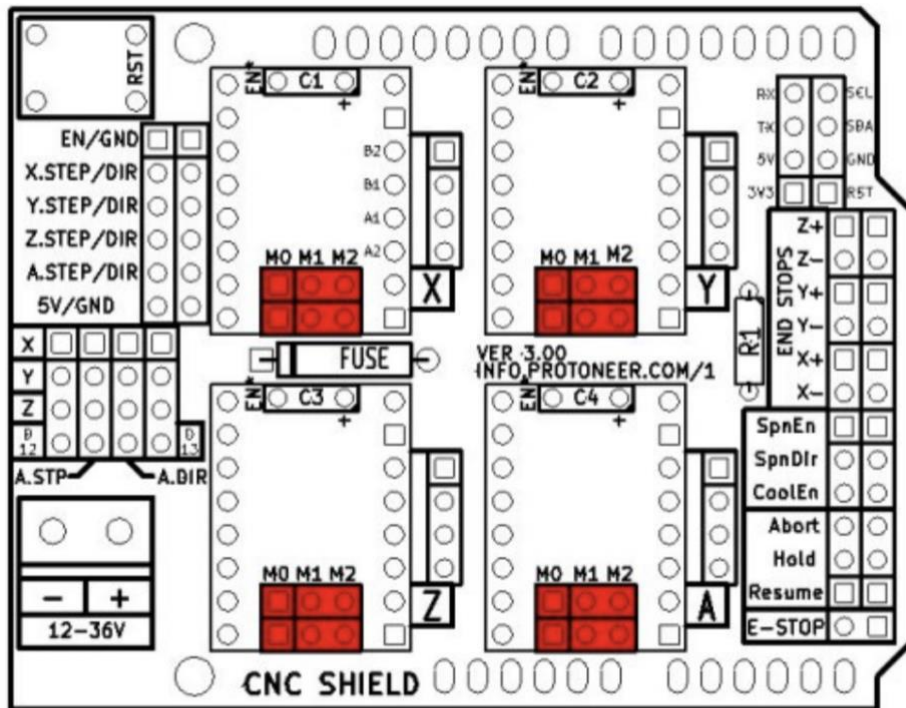 RST
EN/GND
X.STEP/DIR
Y.STEP/DIR
Z.STEP/DIR
A.STEP/DIR
5V/GND
X
Y
Z
D
12
D
13
A.STP
A.DIR
- +
12-36V
EN*
C1
+
B2
B1
A1
A2
M0 M1 M2
X
EN*
C2
+
M0 M1 M2
Y
FUSE
VER 3.00
INFO.PROTONEER.COM/1
R1
EN*
C3
+
M0 M1 M2
Z
EN*
C4
+
M0 M1 M2
A
RX SCL
TX SDA
5V GND
3V3 RST
END STOPS
Z+
Z-
Y+
Y-
X+
X-
SpnEn
SpnDir
CoolEn
Abort
Hold
Resume
E-STOP
CNC SHIELD